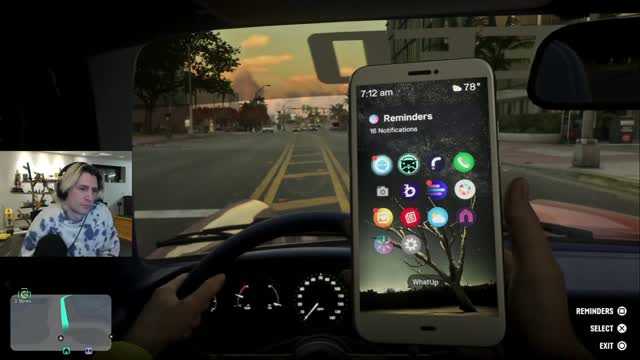 7:12 am
78°
Reminders
16 Notifications
WhatUp
REMINDERS
SELECT
EXIT